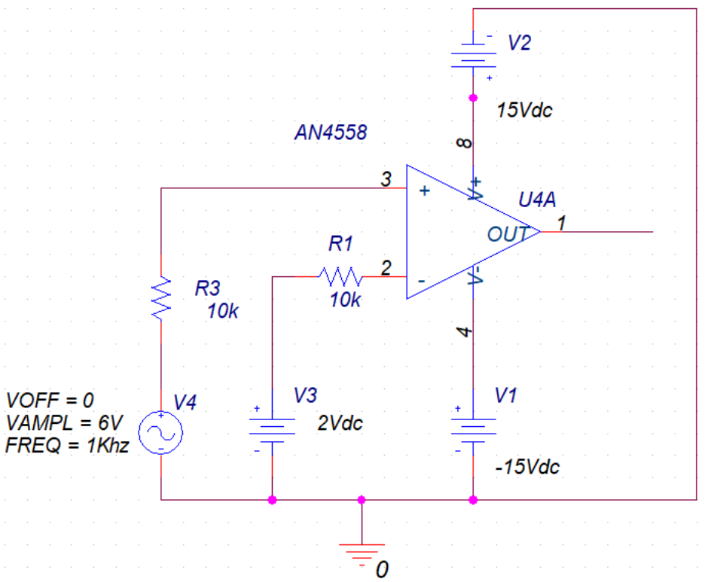 - V2
+
15Vdc
AN4558
8
3
+ V+
U4A
OUT 1
R1
2
- V-
10k
R3
10k
4
VOFF = 0
VAMPL = 6V
FREQ = 1Khz
V4
+
-
V3
+
2Vdc
-
V1
+
-
-15Vdc
0